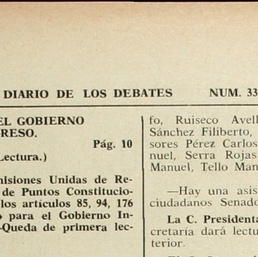 DIARIO DE LOS DEBATES NUM. 33
EL GOBIERNO
RESO.
Pág. 10
Lectura.)
misiones Unidas de Re-
de Puntos Constitucio-
los artículos 85, 94, 176
o para el Gobierno In-
-Queda de primera lec-
fo, Ruiseco Avell
Sánchez Filiberto,
sores Pérez Carlos
nuel, Serra Rojas
Manuel, Tello Man
—Hay una asis
ciudadanos Senado
La C. Presidenta
cretaría dará lectu
terior.